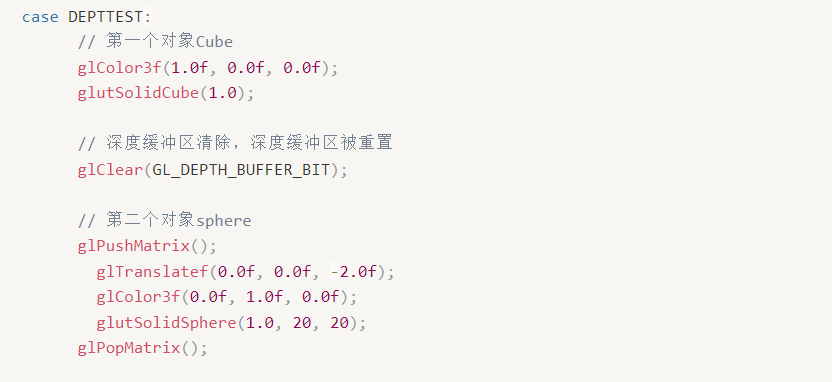 case DEPTTEST:
// 第一个对象Cube
glColor3f(1.0f, 0.0f, 0.0f);
glutSolidCube(1.0);
// 深度缓冲区清除，深度缓冲区被重置
glClear(GL_DEPTH_BUFFER_BIT);
// 第二个对象sphere
glPushMatrix();
glTranslatef(0.0f, 0.0f, -2.0f);
glColor3f(0.0f, 1.0f, 0.0f);
glutSolidSphere(1.0, 20, 20);
glPopMatrix();